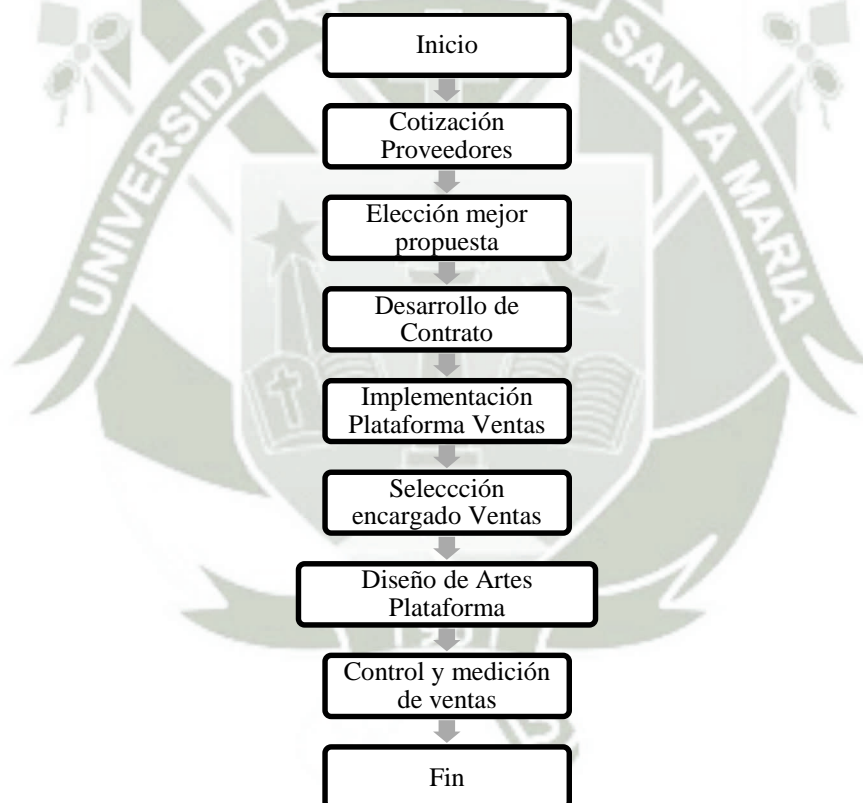 UNIVERSIDAD
SANTA MARIA
Inicio
Cotización
Proveedores
Elección mejor
propuesta
Desarrollo de
Contrato
Implementación
Plataforma Ventas
Seleccción
encargado Ventas
Diseño de Artes
Plataforma
Control y medición
de ventas
Fin